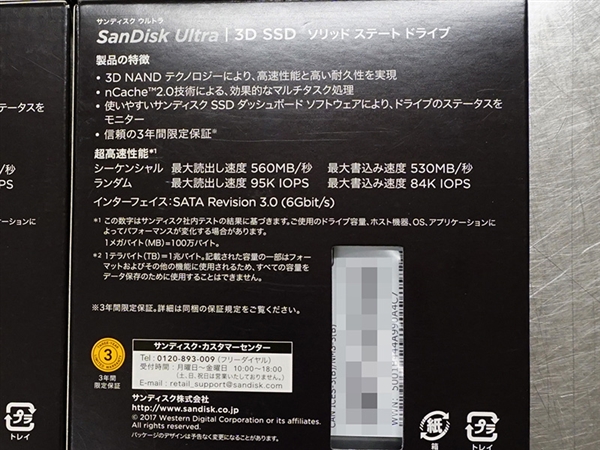 サンディスク ウルトラ
SanDisk Ultra | 3D SSD ソリッド ステート ドライブ
製品の特徴
・3D NAND テクノロジーにより、高速性能と高い耐久性を実現
・nCache™2.0技術による、効果的なマルチタスク処理
・使いやすいサンディスク SSD ダッシュボード ソフトウェアにより、ドライブのステータスを
モニター
・信頼の3年間限定保証※
超高速性能*1
シーケンシャル 最大読出し速度 560MB/秒 最大書込み速度 530MB/秒
ランダム 最大読出し速度 95K IOPS 最大書込み速度 84K IOPS
インターフェイス:SATA Revision 3.0 (6Gbit/s)
*1 この数字はサンディスク社内テストの結果に基づきます。ご使用のドライブ容量、ホスト機器、OS、アプリケーション
によってパフォーマンスが変化する場合があります。
1メガバイト(MB)=100万バイト。
*2 1テラバイト(TB)=1兆バイト。記載された容量の一部はフォー
マットおよびその他の機能に使用されるため、すべての容量を
データ保存のために使用することはできません。
※3年間限定保証。詳細は同梱の保証規定をご覧ください。
3
3年間
限定保証
サンディスク・カスタマーセンター
Tel : 0120-893-009 (フリーダイヤル)
受付時間 : 月曜日~金曜日 10:00~18:00
(土、日、祝日は営業いたしておりません。)
E-mail : retail_support@sandisk.com
サンディスク株式会社
http://www.sandisk.co.jp
© 2017 Western Digital Corporation or its affiliates.
All rights reserved.
パッケージのデザインは予告なく変更になることがあります。
紙
箱
プラ
トレイ
テータスを
/秒
OPS
ションに
てを
プラ
トレイ